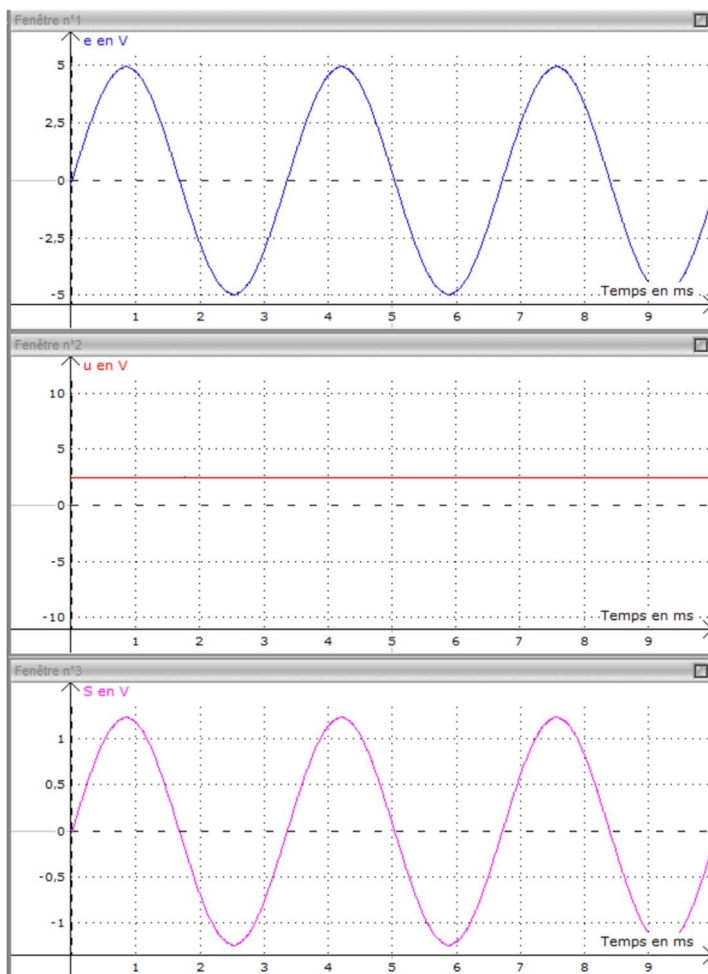 Fenêtre n°1
e en V
5
2.5
0
-2.5
-5
Temps en ms
1 2 3 4 5 6 7 8 9
Fenêtre n°2
u en V
10
5
0
-5
-10
Temps en ms
1 2 3 4 5 6 7 8 9
Fenêtre n°3
S en V
1
0,5
0
-0,5
-1
Temps en ms
1 2 3 4 5 6 7 8 9